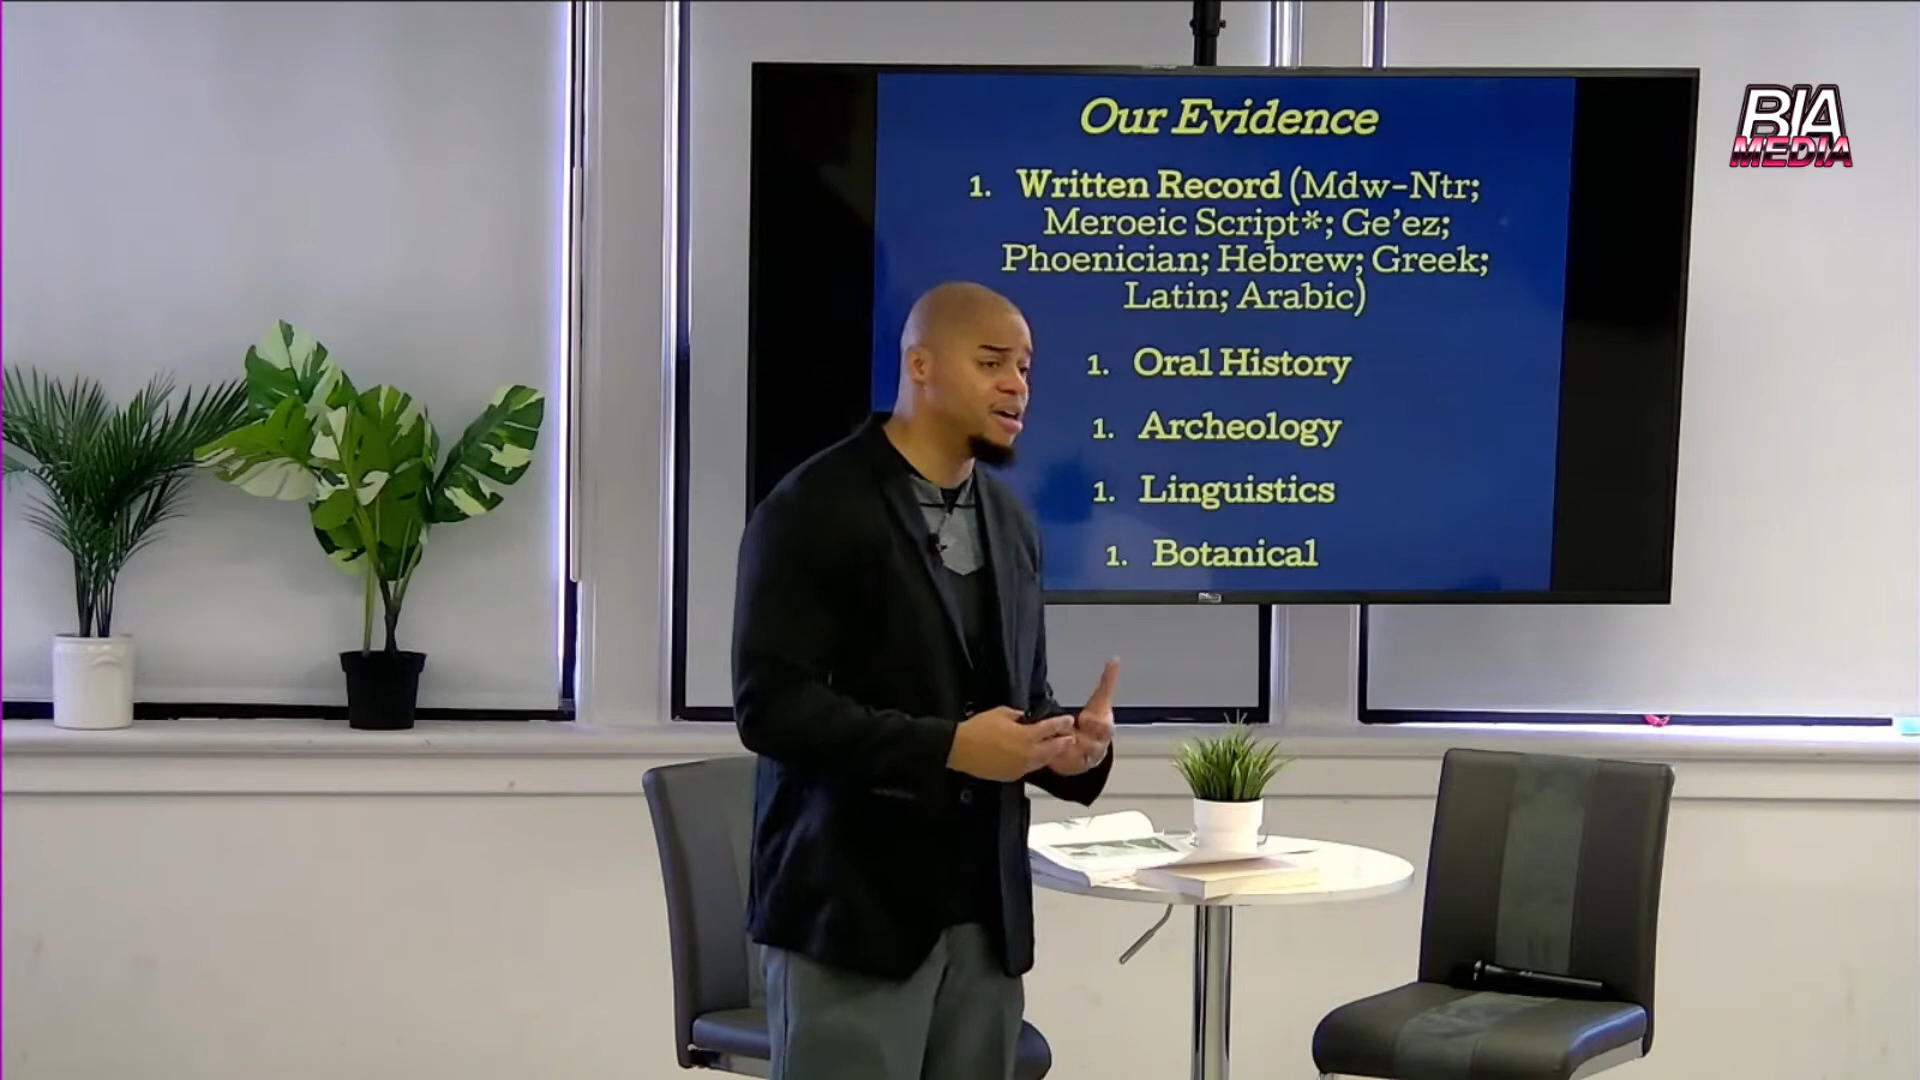 Our Evidence
1. Written Record (Mdw-Ntr;
Meroeic Script*; Ge'ez;
Phoenician; Hebrew; Greek;
Latin; Arabic)
1. Oral History
1. Archeology
1. Linguistics
1. Botanical
BIA
MEDIA